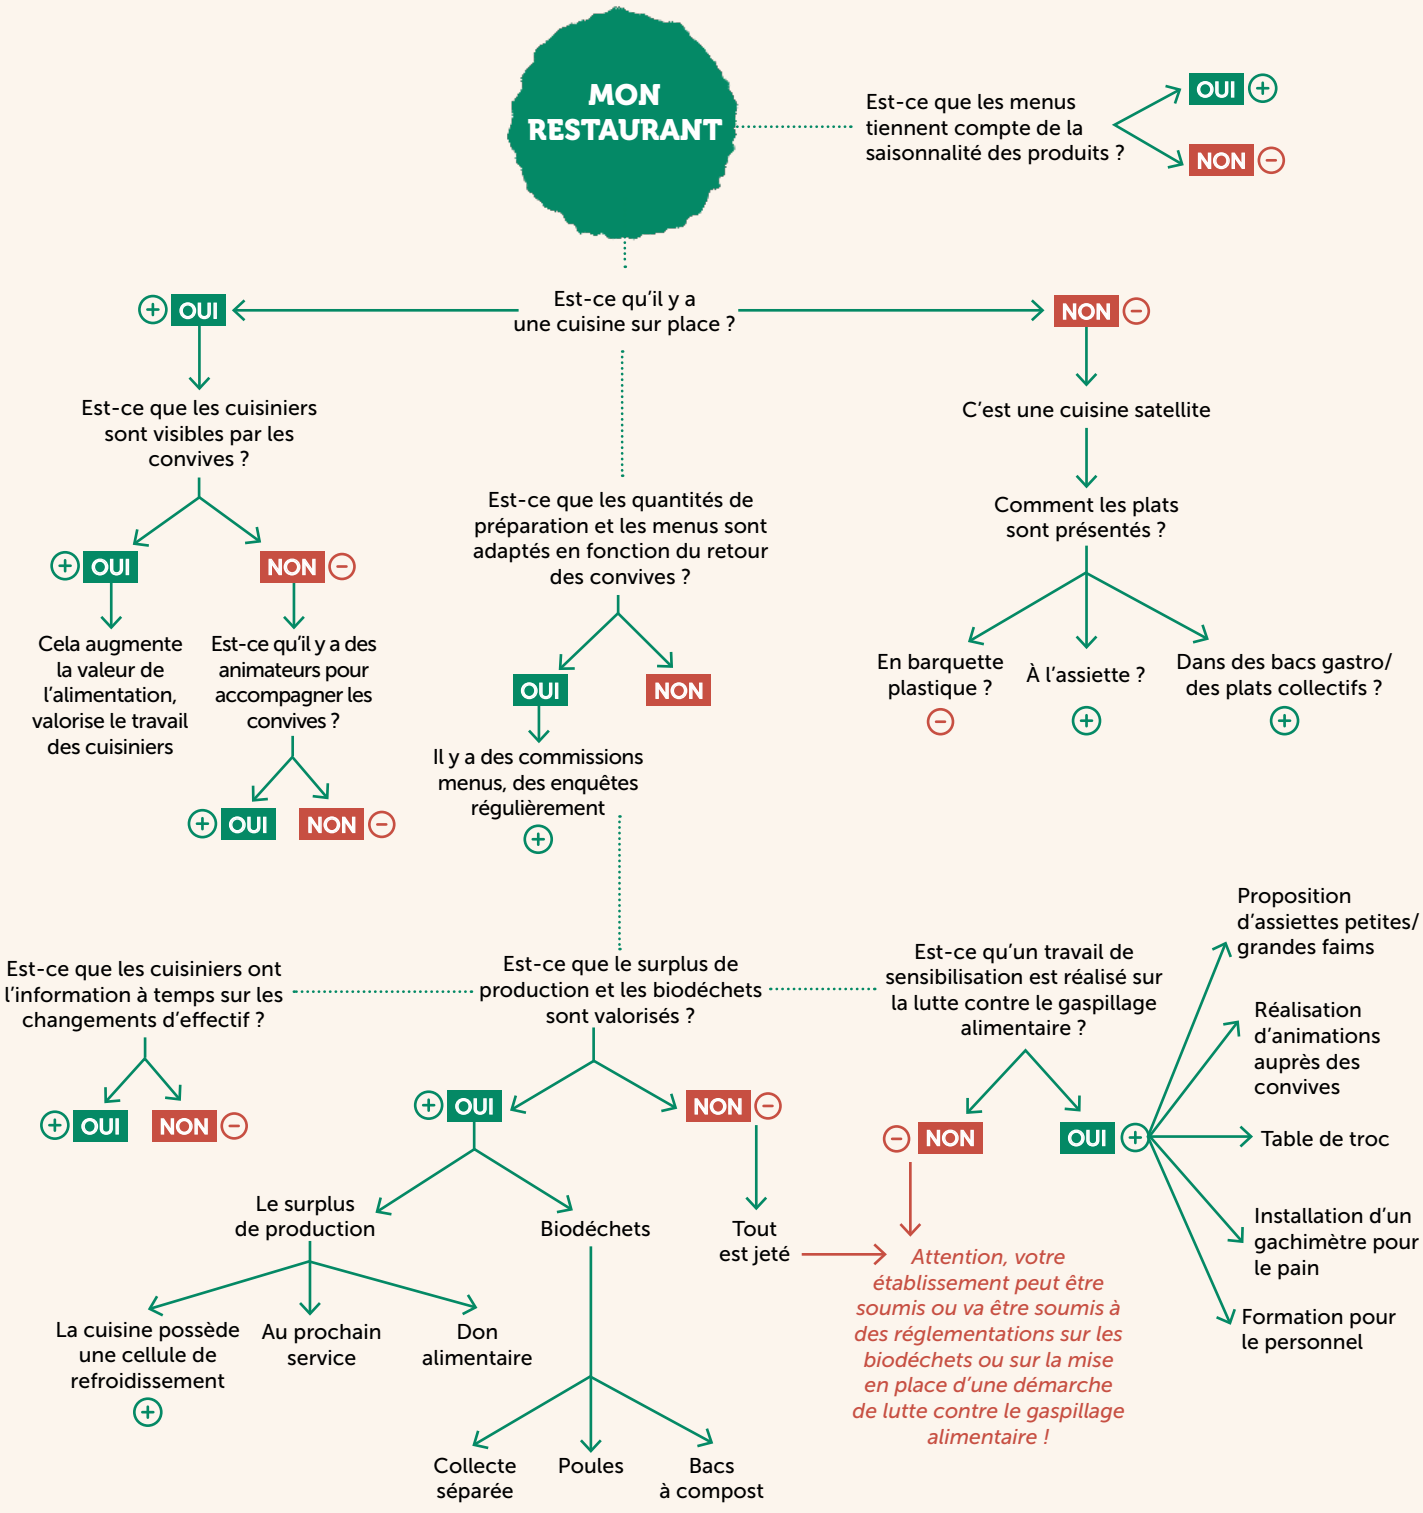 MON
RESTAURANT
Est-ce que les menus
tiennent compte de la
saisonnalité des produits ?
OUI +
NON −
Est-ce qu’il y a
une cuisine sur place ?
+ OUI
NON −
Est-ce que les cuisiniers
sont visibles par les
convives ?
+ OUI
NON −
Cela augmente
la valeur de
l’alimentation,
valorise le travail
des cuisiniers
Est-ce qu’il y a des
animateurs pour
accompagner les
convives ?
+ OUI
NON −
Est-ce que les quantités de
préparation et les menus sont
adaptés en fonction du retour
des convives ?
OUI
NON
Il y a des commissions
menus, des enquêtes
régulièrement
+
C’est une cuisine satellite
Comment les plats
sont présentés ?
En barquette
plastique ?
−
À l’assiette ?
+
Dans des bacs gastro/
des plats collectifs ?
+
Est-ce que les cuisiniers ont
l’information à temps sur les
changements d’effectif ?
+ OUI
NON −
Est-ce que le surplus de
production et les biodéchets
sont valorisés ?
+ OUI
NON −
Le surplus
de production
Biodéchets
Tout
est jeté
La cuisine possède
une cellule de
refroidissement
+
Au prochain
service
Don
alimentaire
Collecte
séparée
Poules
Bacs
à compost
Est-ce qu’un travail de
sensibilisation est réalisé sur
la lutte contre le gaspillage
alimentaire ?
− NON
OUI +
Attention, votre
établissement peut être
soumis ou va être soumis à
des réglementations sur les
biodéchets ou sur la mise
en place d’une démarche
de lutte contre le gaspillage
alimentaire !
Proposition
d’assiettes petites/
grandes faims
Réalisation
d’animations
auprès des
convives
Table de troc
Installation d’un
gachimètre pour
le pain
Formation pour
le personnel